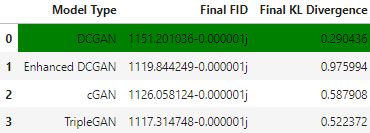 Model Type Final FID Final KL Divergence
0 DCGAN 1151.201036-0.000001j 0.290436
1 Enhanced DCGAN 1119.844249-0.000001j 0.975994
2 cGAN 1126.058124-0.000001j 0.587908
3 TripleGAN 1117.314748-0.000001j 0.522372